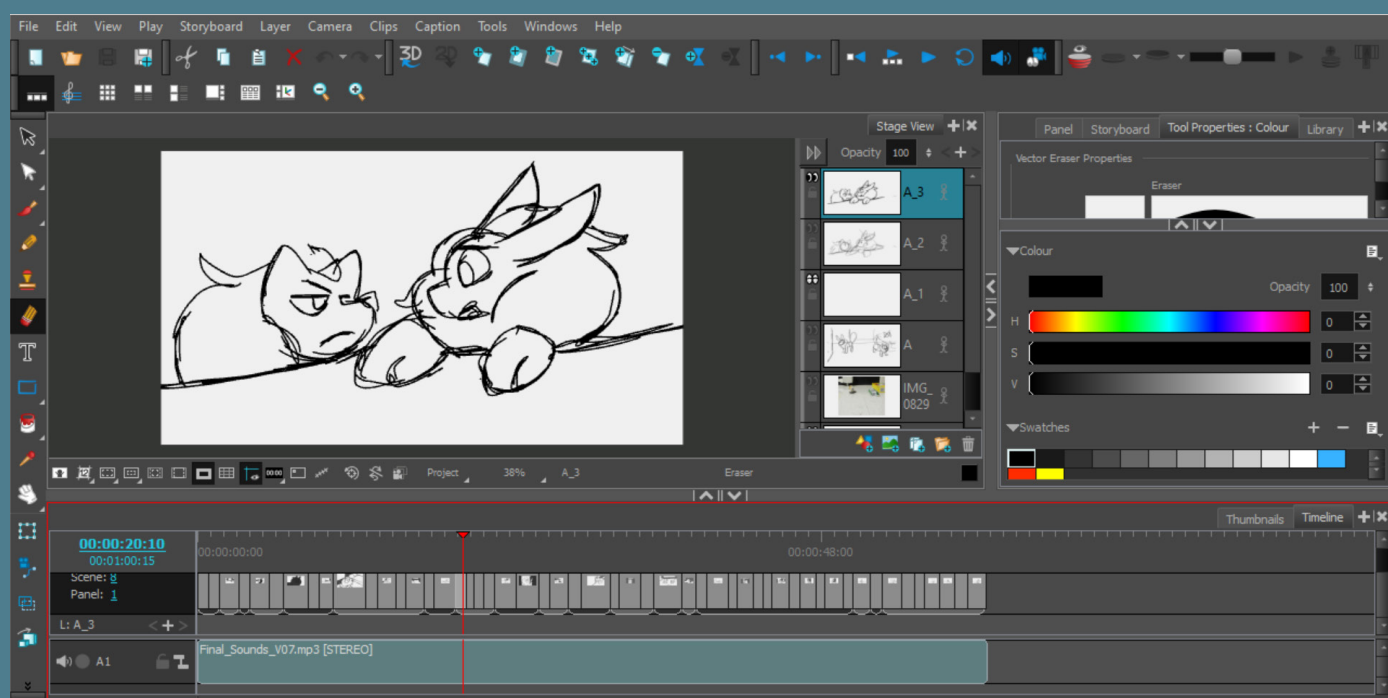 File Edit View Play Storyboard Layer Camera Clips Caption Tools Windows Help
3D
Stage View
Panel Storyboard Tool Properties : Colour Library
Opacity 100
Vector Eraser Properties
Eraser
A_3
A_2
A_1
A
IMG_
0829
Colour
Opacity 100
H 0
S 0
V 0
Swatches
Project 38% A_3 Eraser
Thumbnails Timeline
00:00:20:10
00:01:00:15
00:00:00:00 00:00:48:00
Scene: 8
Panel: 1
L: A_3
A1
Final_Sounds_V07.mp3 [STEREO]